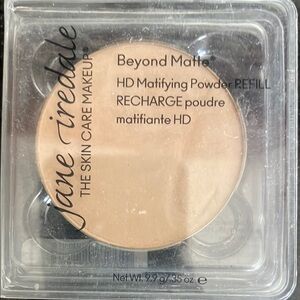 jane iredale
THE SKIN CARE MAKEUP®
Beyond Matte®
HD Matifying Powder REFILL
RECHARGE poudre
matifiante HD
Net Wt. 9.9 g/.35 oz e